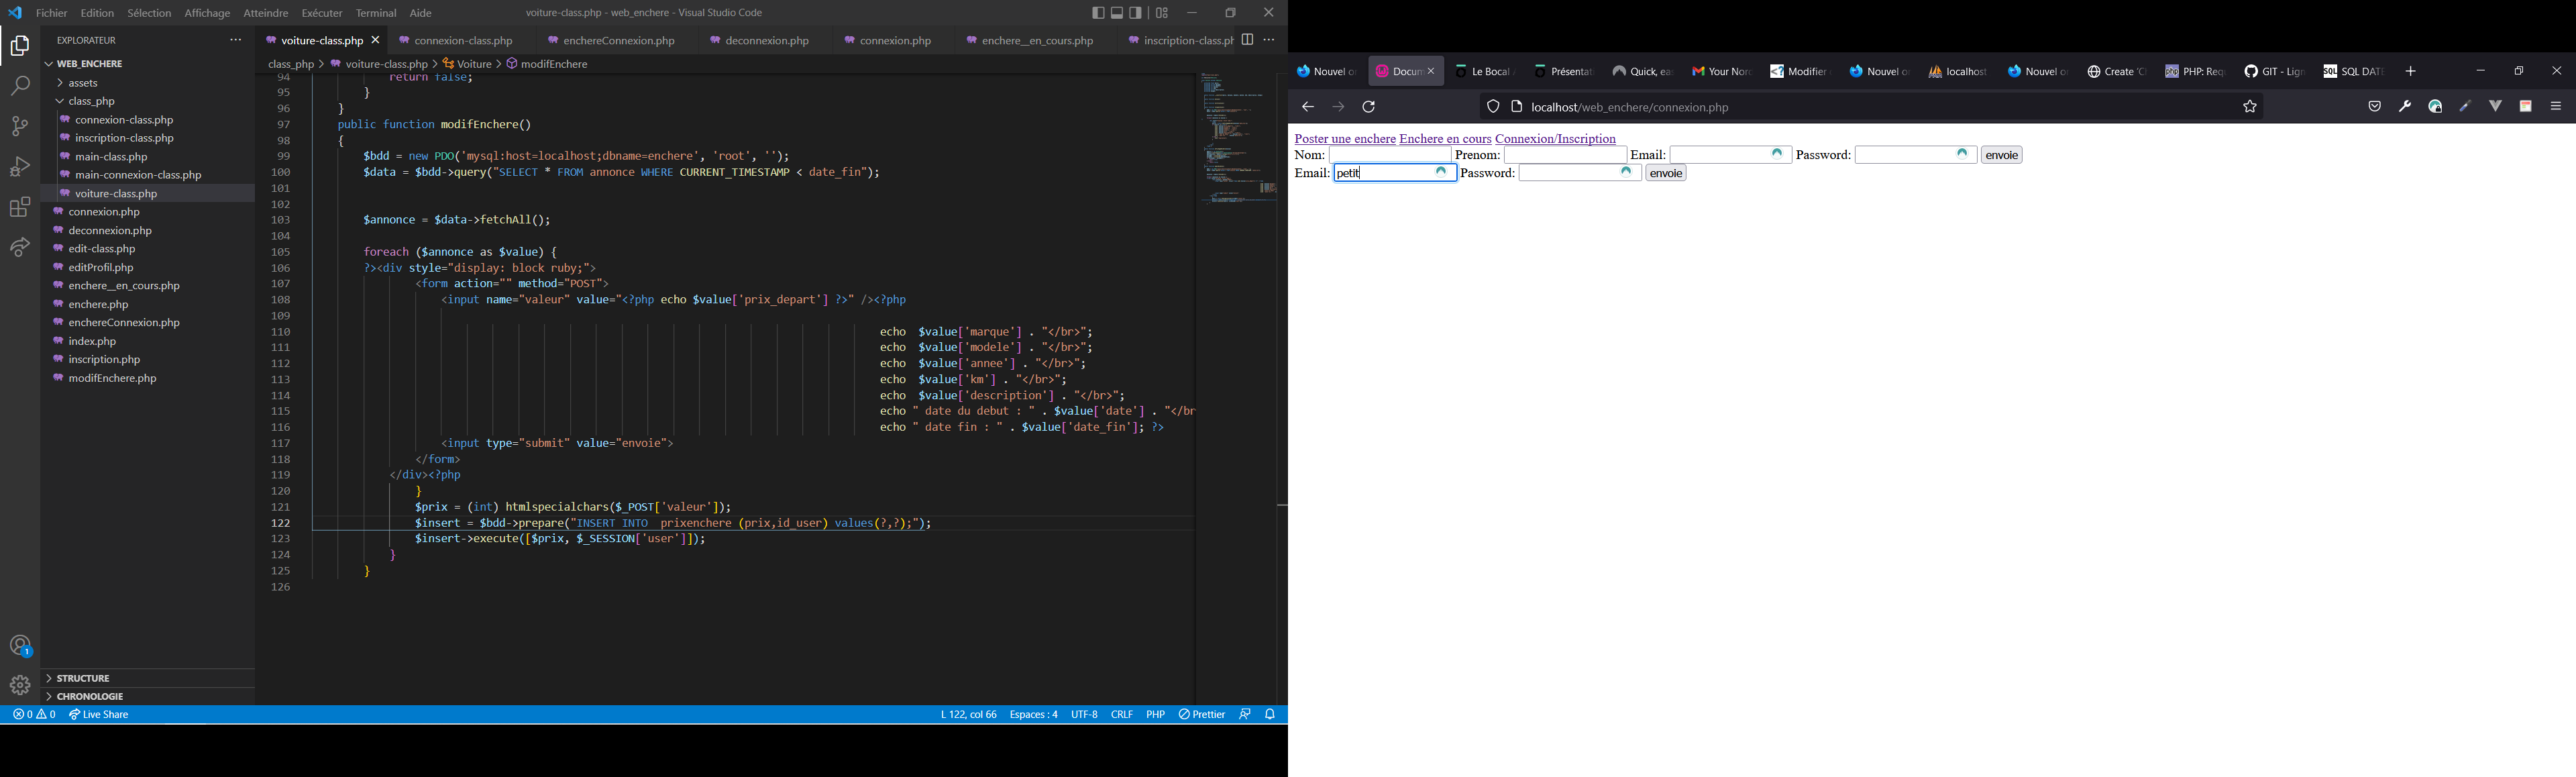 Fichier Edition Sélection Affichage Atteindre Exécuter Terminal Aide
voiture-class.php - web_enchere - Visual Studio Code
EXPLORATEUR
WEB_ENCHERE
assets
class_php
connexion-class.php
inscription-class.php
main-class.php
main-connexion-class.php
voiture-class.php
connexion.php
deconnexion.php
edit-class.php
editProfil.php
enchere__en_cours.php
enchere.php
enchereConnexion.php
index.php
inscription.php
modifEnchere.php
STRUCTURE
CHRONOLOGIE
voiture-class.php connexion-class.php enchereConnexion.php deconnexion.php connexion.php enchere__en_cours.php inscription-class.ph
class_php > voiture-class.php > Voiture > modifEnchere
94 return false;
95 }
96 }
97 public function modifEnchere()
98 {
99 $bdd = new PDO('mysql:host=localhost;dbname=enchere', 'root', '');
100 $data = $bdd->query("SELECT * FROM annonce WHERE CURRENT_TIMESTAMP < date_fin");
101
102
103 $annonce = $data->fetchAll();
104
105 foreach ($annonce as $value) {
106 ?><div style="display: block ruby;">
107 <form action="" method="POST">
108 <input name="valeur" value="<?php echo $value['prix_depart'] ?>" /><?php
109
110 echo $value['marque'] . "</br>";
111 echo $value['modele'] . "</br>";
112 echo $value['annee'] . "</br>";
113 echo $value['km'] . "</br>";
114 echo $value['description'] . "</br>";
115 echo " date du debut : " . $value['date'] . "</br
116 echo " date fin : " . $value['date_fin']; ?>
117 <input type="submit" value="envoie">
118 </form>
119 </div><?php
120 }
121 $prix = (int) htmlspecialchars($_POST['valeur']);
122 $insert = $bdd->prepare("INSERT INTO  prixenchere (prix,id_user) values(?,?);");
123 $insert->execute([$prix, $_SESSION['user']]);
124 }
125 }
126
1
0 0 Live Share
L 122, col 66 Espaces : 4 UTF-8 CRLF PHP Prettier
Nouvel o Docum Le Bocal Présentat Quick, ea Your Nor Modifier Nouvel o localhost Nouvel o Create 'C PHP: Req GIT - Lign SQL DATE
localhost/web_enchere/connexion.php
Poster une enchere Enchere en cours Connexion/Inscription
Nom: Prenom: Email: Password: envoie
Email: petit Password: envoie